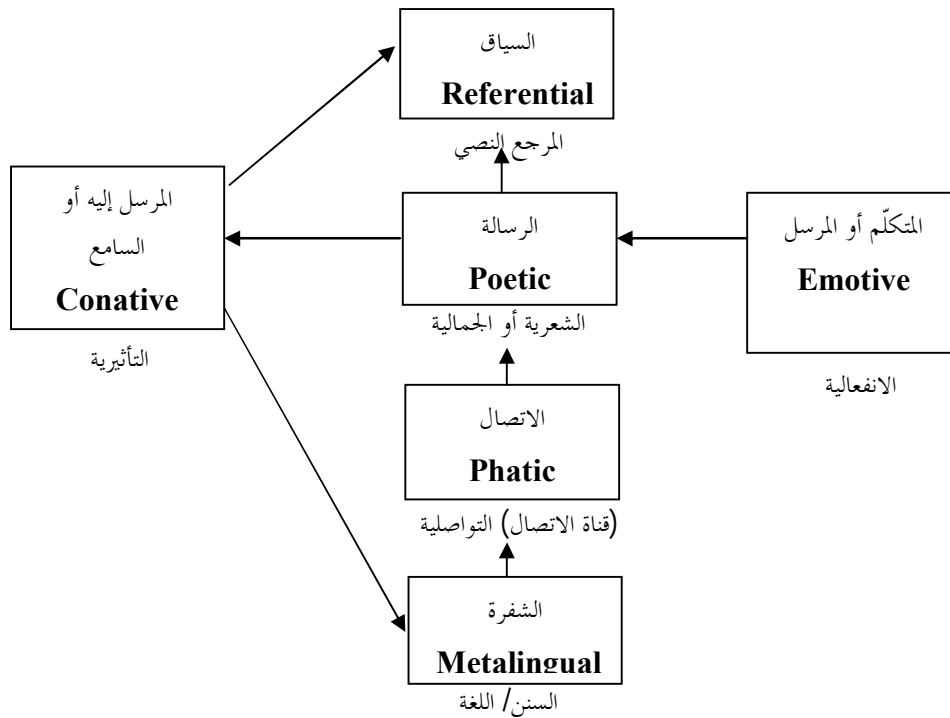 السياق
Referential
المرجع النصي
المتكلّم أو المرسل
Emotive
الانفعالية
الرسالة
Poetic
الشعرية أو الجمالية
المرسل إليه أو
السامع
Conative
التأثيرية
الاتصال
Phatic
(قناة الاتصال) التواصلية
الشفرة
Metalingual
السنن/ اللغة